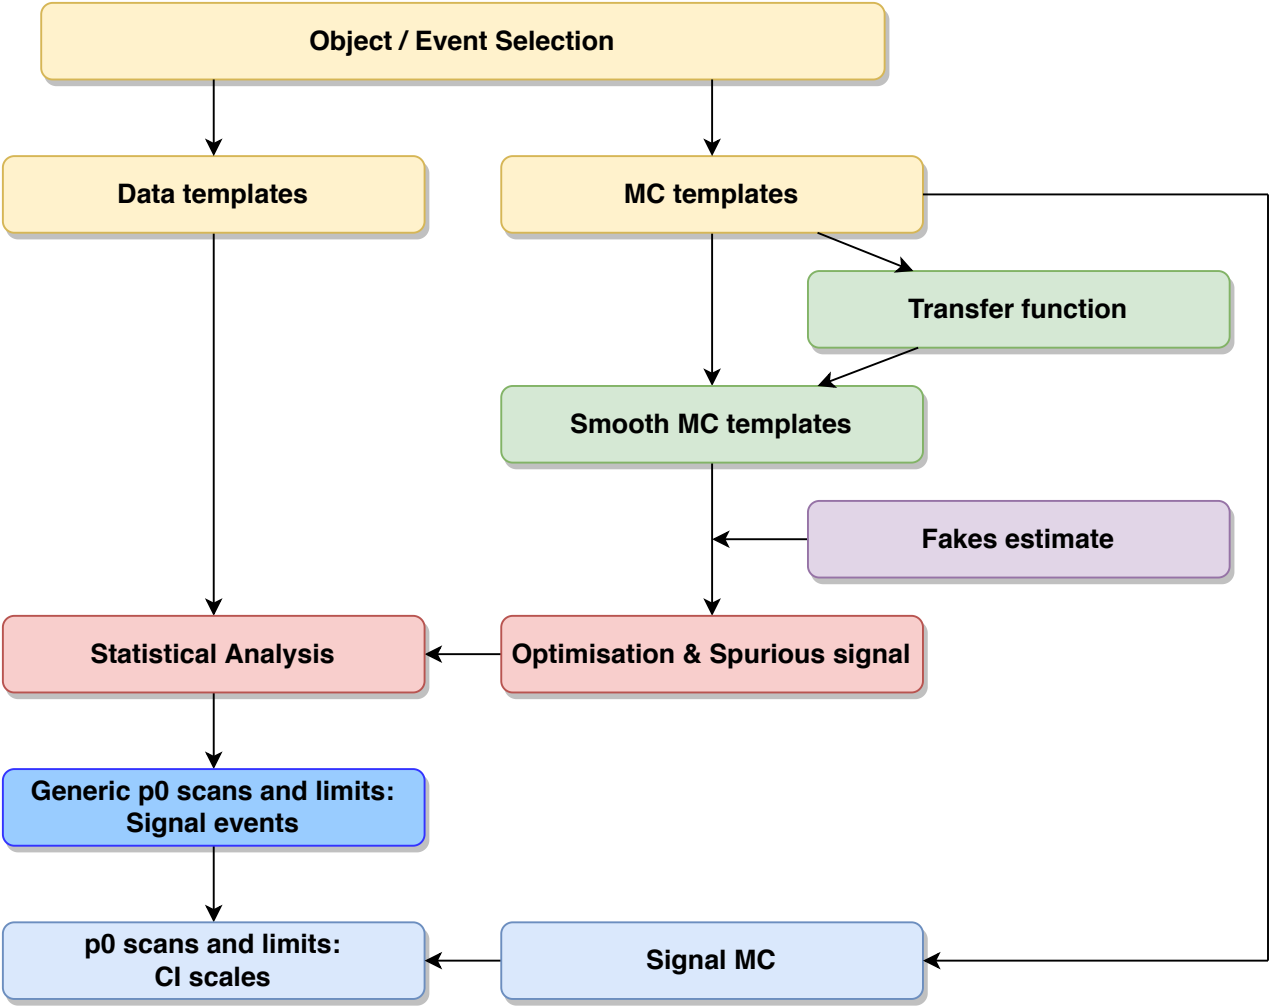 Object / Event Selection
Data templates
MC templates
Transfer function
Smooth MC templates
Fakes estimate
Statistical Analysis
Optimisation & Spurious signal
Generic p0 scans and limits:
Signal events
p0 scans and limits:
CI scales
Signal MC